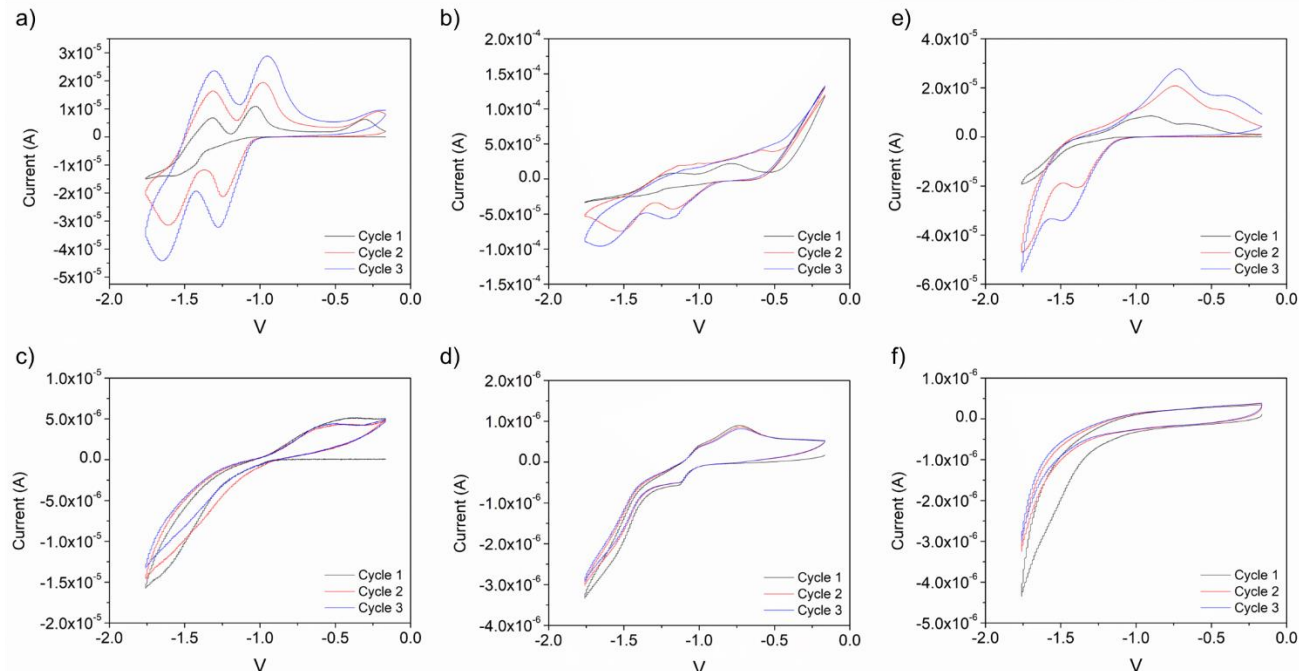 a)
Current (A)
3x10⁻⁵
2x10⁻⁵
1x10⁻⁵
0
-1x10⁻⁵
-2x10⁻⁵
-3x10⁻⁵
-4x10⁻⁵
-5x10⁻⁵
Cycle 1
Cycle 2
Cycle 3
-2.0 -1.5 -1.0 -0.5 0.0
V
b)
Current (A)
2.0x10⁻⁴
1.5x10⁻⁴
1.0x10⁻⁴
5.0x10⁻⁵
0.0
-5.0x10⁻⁵
-1.0x10⁻⁴
-1.5x10⁻⁴
Cycle 1
Cycle 2
Cycle 3
-2.0 -1.5 -1.0 -0.5 0.0
V
e)
Current (A)
4.0x10⁻⁵
2.0x10⁻⁵
0.0
-2.0x10⁻⁵
-4.0x10⁻⁵
-6.0x10⁻⁵
Cycle 1
Cycle 2
Cycle 3
-2.0 -1.5 -1.0 -0.5 0.0
V
c)
Current (A)
1.0x10⁻⁵
5.0x10⁻⁶
0.0
-5.0x10⁻⁶
-1.0x10⁻⁵
-1.5x10⁻⁵
-2.0x10⁻⁵
Cycle 1
Cycle 2
Cycle 3
-2.0 -1.5 -1.0 -0.5 0.0
V
d)
Current (A)
2.0x10⁻⁶
1.0x10⁻⁶
0.0
-1.0x10⁻⁶
-2.0x10⁻⁶
-3.0x10⁻⁶
-4.0x10⁻⁶
Cycle 1
Cycle 2
Cycle 3
-2.0 -1.5 -1.0 -0.5 0.0
V
f)
Current (A)
1.0x10⁻⁶
0.0
-1.0x10⁻⁶
-2.0x10⁻⁶
-3.0x10⁻⁶
-4.0x10⁻⁶
-5.0x10⁻⁶
Cycle 1
Cycle 2
Cycle 3
-2.0 -1.5 -1.0 -0.5 0.0
V